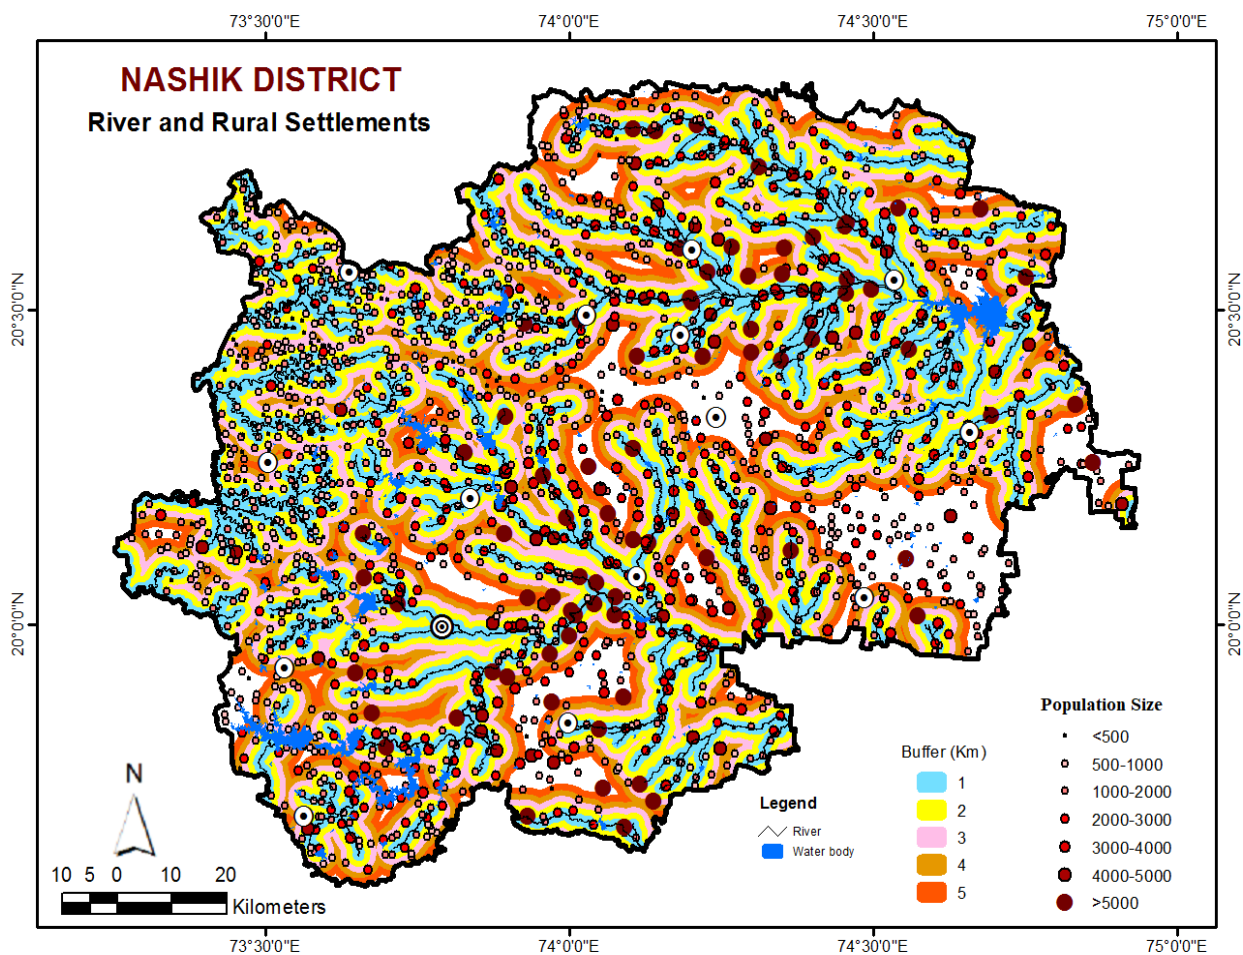 73°30'0"E 74°0'0"E 74°30'0"E 75°0'0"E
NASHIK DISTRICT
River and Rural Settlements
20°30'0"N 20°30'0"N
20°0'0"N 20°0'0"N
Population Size
<500
500-1000
1000-2000
2000-3000
3000-4000
4000-5000
>5000
Buffer (Km)
1
2
3
4
5
Legend
River
Water body
N
10 5 0 10 20
Kilometers
73°30'0"E 74°0'0"E 74°30'0"E 75°0'0"E